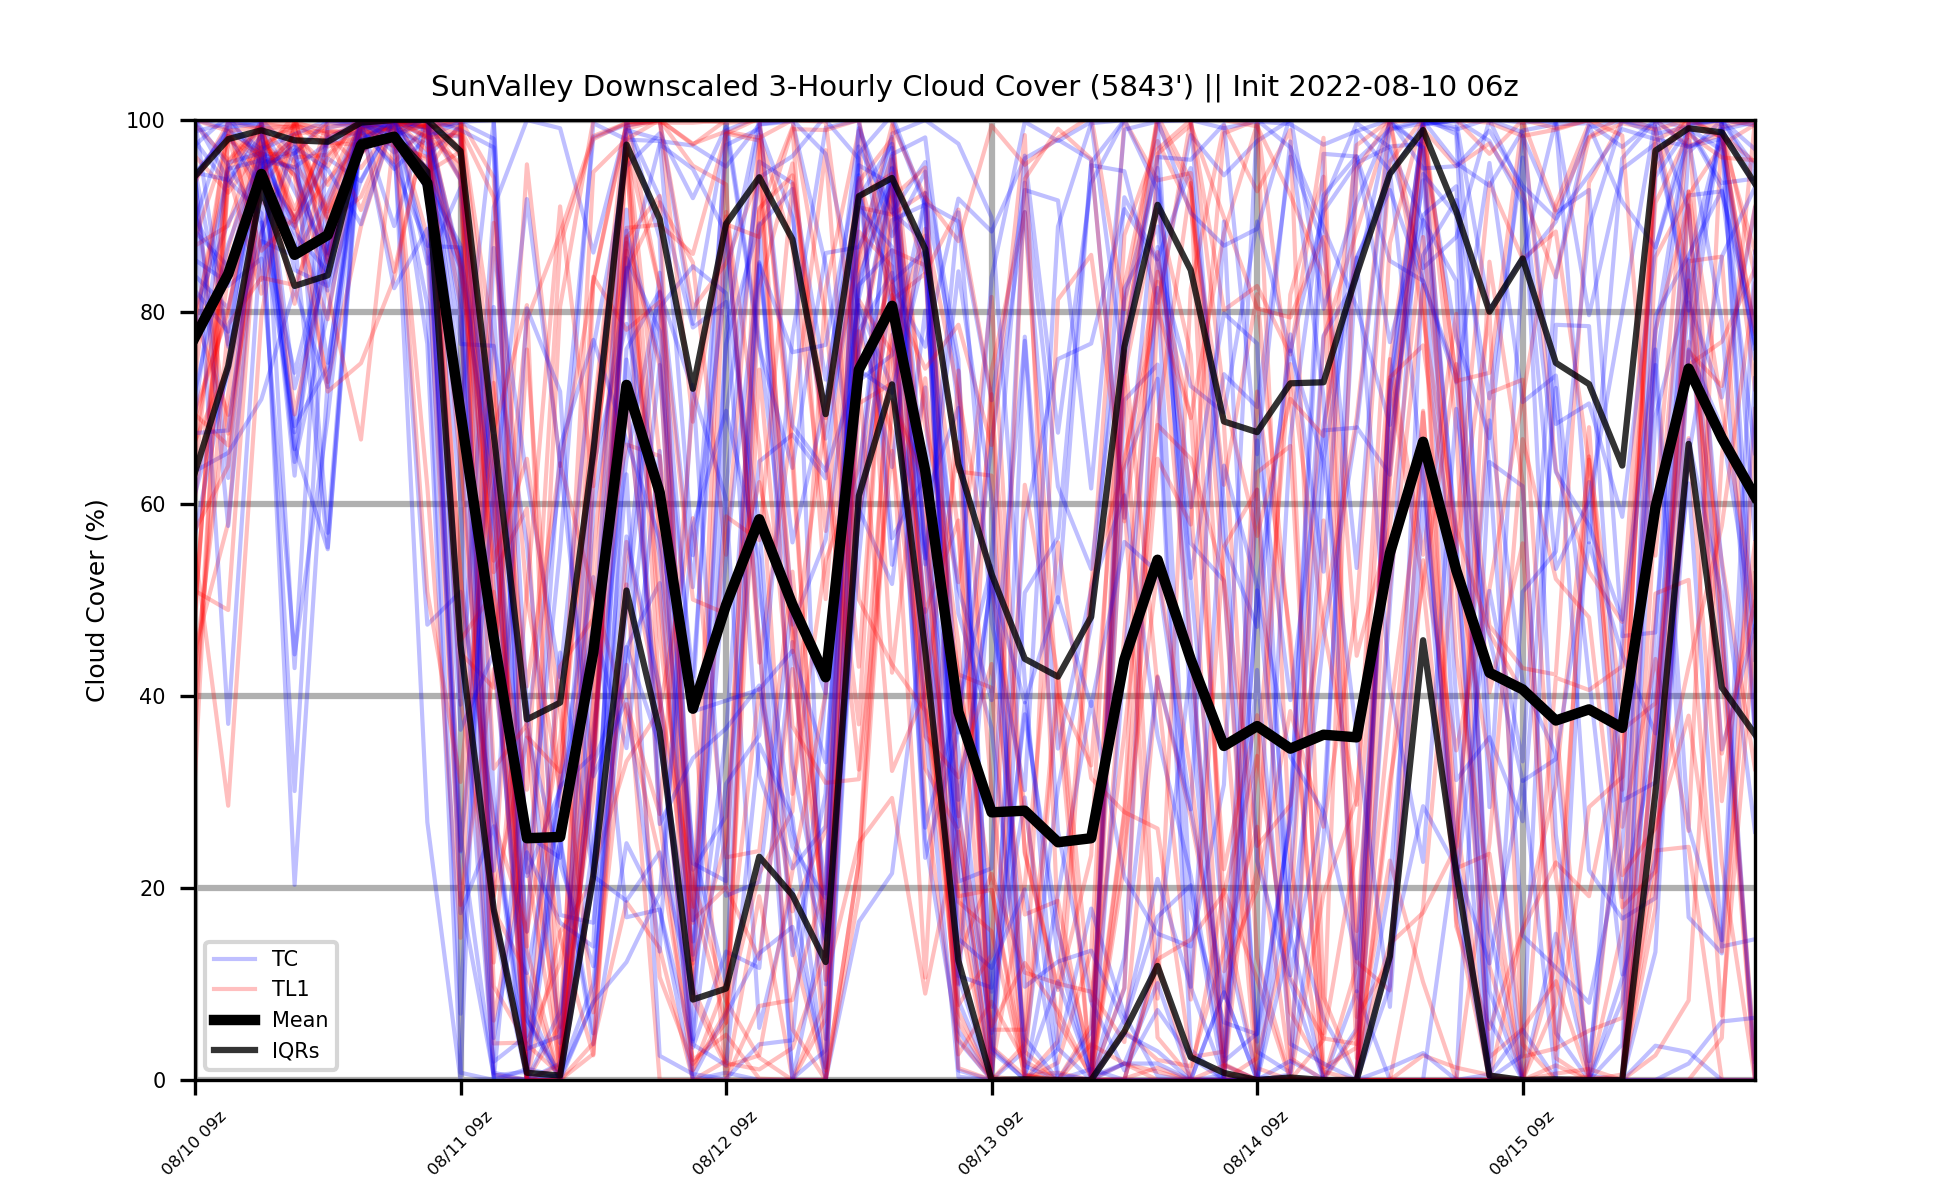 SunValley Downscaled 3-Hourly Cloud Cover (5843') || Init 2022-08-10 06z
Cloud Cover (%)
100
80
60
40
20
0
TC
TL1
Mean
IQRs
08/10 09z
08/11 09z
08/12 09z
08/13 09z
08/14 09z
08/15 09z